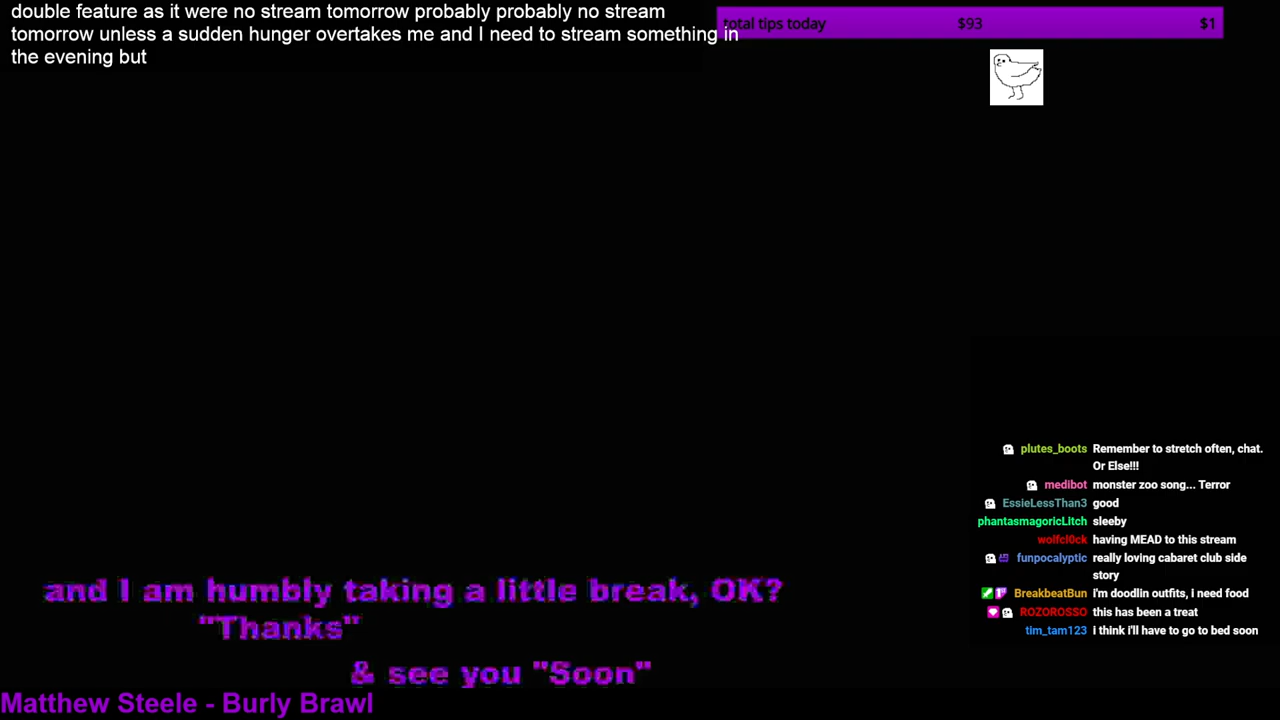 double feature as it were no stream tomorrow probably probably no stream
tomorrow unless a sudden hunger overtakes me and I need to stream something in
the evening but
total tips today $93 $1
plutes_boots Remember to stretch often, chat.
Or Else!!!
medibot monster zoo song... Terror
EssieLessThan3 good
phantasmagoricLitch sleeby
wolfcl0ck having MEAD to this stream
funpocalyptic really loving cabaret club side
story
BreakbeatBun i'm doodlin outfits, i need food
ROZOROSSO this has been a treat
tim_tam123 i think i'll have to go to bed soon
and I am humbly taking a little break, OK?
"Thanks"
& see you "Soon"
Matthew Steele - Burly Brawl